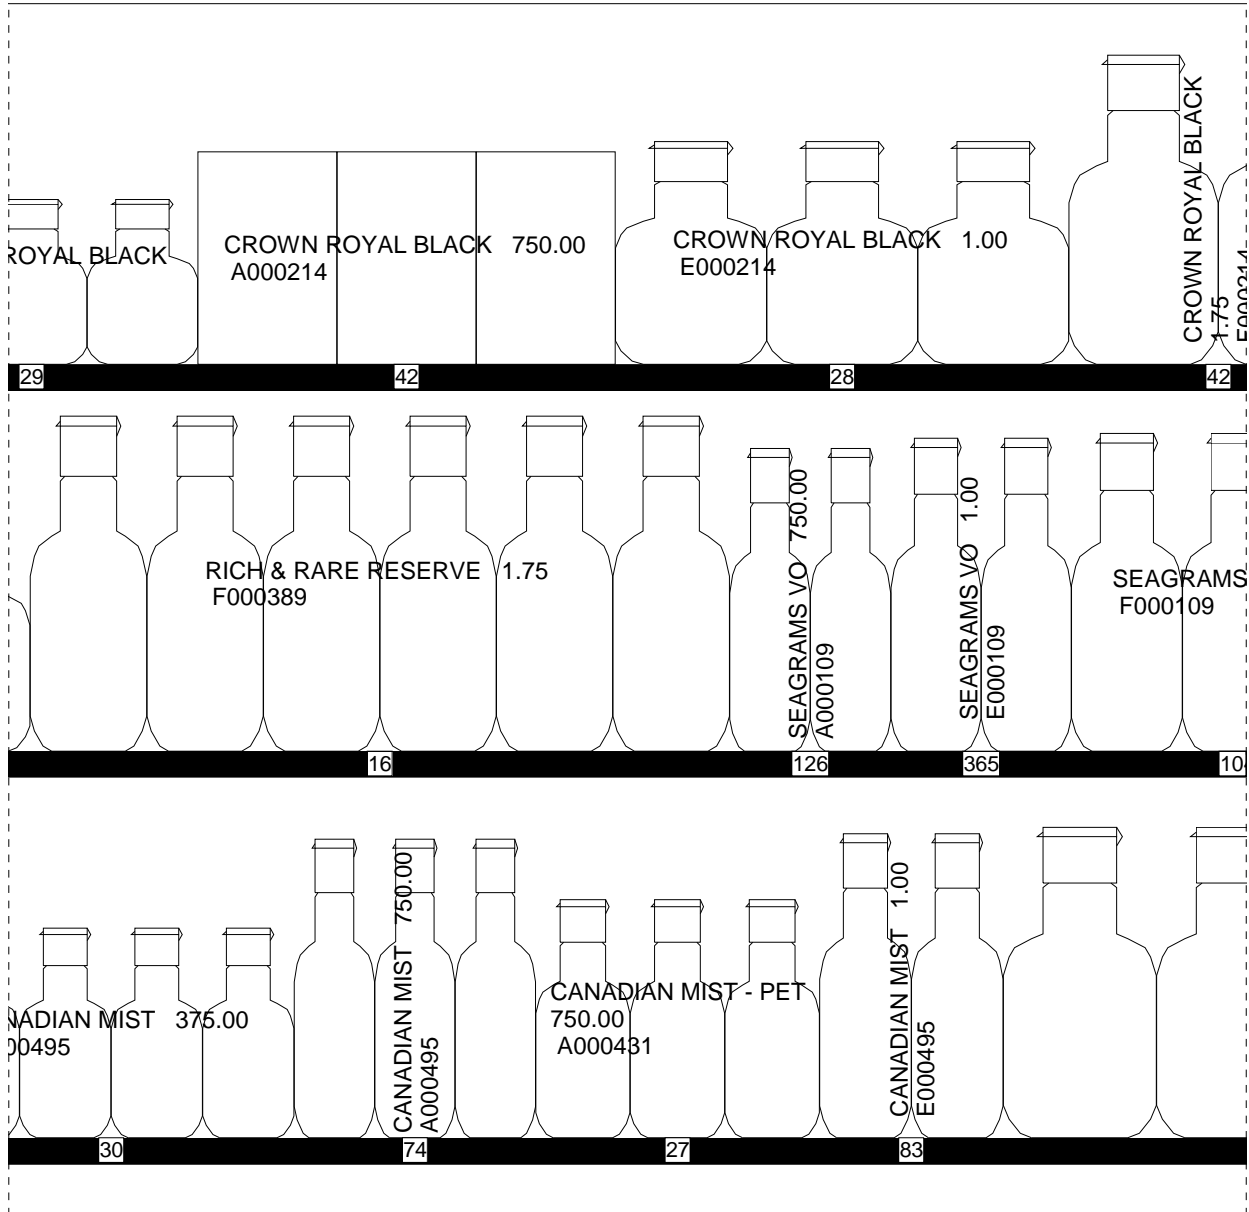 ROYAL BLACK
CROWN ROYAL BLACK 750.00
A000214
CROWN ROYAL BLACK 1.00
E000214
CROWN ROYAL BLACK
1.75
F000214
29
42
28
42
RICH & RARE RESERVE 1.75
F000389
SEAGRAMS VO 750.00
A000109
SEAGRAMS VO 1.00
E000109
SEAGRAMS
F000109
16
126
365
104
NADIAN MIST 375.00
00495
CANADIAN MIST 750.00
A000495
CANADIAN MIST - PET
750.00
A000431
CANADIAN MIST 1.00
E000495
30
74
27
83